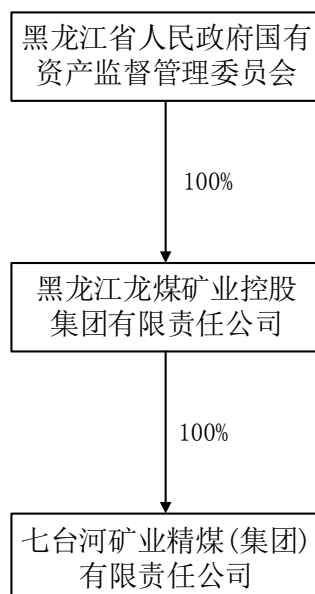 黑龙江省人民政府国有
资产监督管理委员会
100%
黑龙江龙煤矿业控股
集团有限责任公司
100%
七台河矿业精煤(集团)
有限责任公司